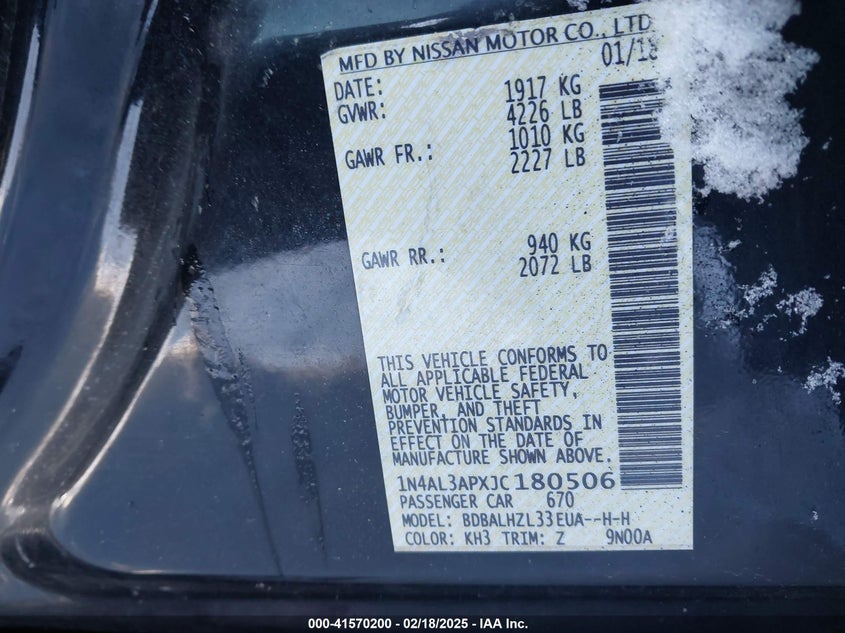 MFD BY NISSAN MOTOR CO., LTD
DATE: 01/18
GVWR: 1917 KG
4226 LB
GAWR FR.: 1010 KG
2227 LB
GAWR RR.: 940 KG
2072 LB
THIS VEHICLE CONFORMS TO
ALL APPLICABLE FEDERAL
MOTOR VEHICLE SAFETY,
BUMPER, AND THEFT
PREVENTION STANDARDS IN
EFFECT ON THE DATE OF
MANUFACTURE SHOWN ABOVE.
1N4AL3APXJC180506
PASSENGER CAR 670
MODEL: BDBALHZL33EUA--H-H
COLOR: KH3 TRIM: Z 9N00A
000-41570200 - 02/18/2025 - IAA Inc.